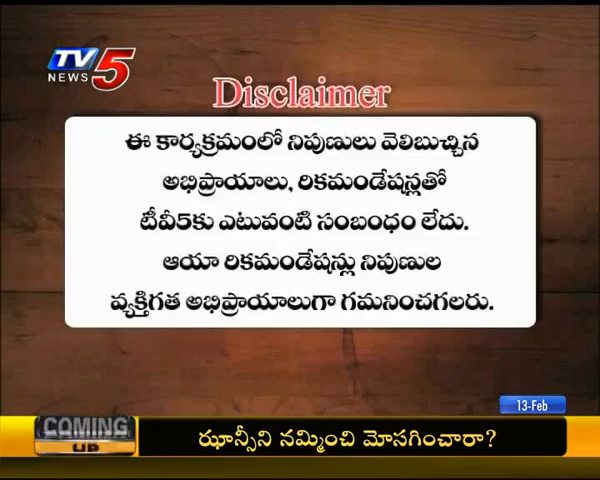 TV5
NEWS
Disclaimer
ఈ కార్యక్రమంలో నిపుణులు వెలిబుచ్చిన
అభిప్రాయాలు, రికమండేషన్లతో
టీవీ5కు ఎటువంటి సంబంధం లేదు.
ఆయా రికమండేషన్లు నిపుణుల
వ్యక్తిగత అభిప్రాయాలుగా గమనించగలరు.
13-Feb
COMING
UP
ఝాన్సీని నమ్మించి మోసగించారా?